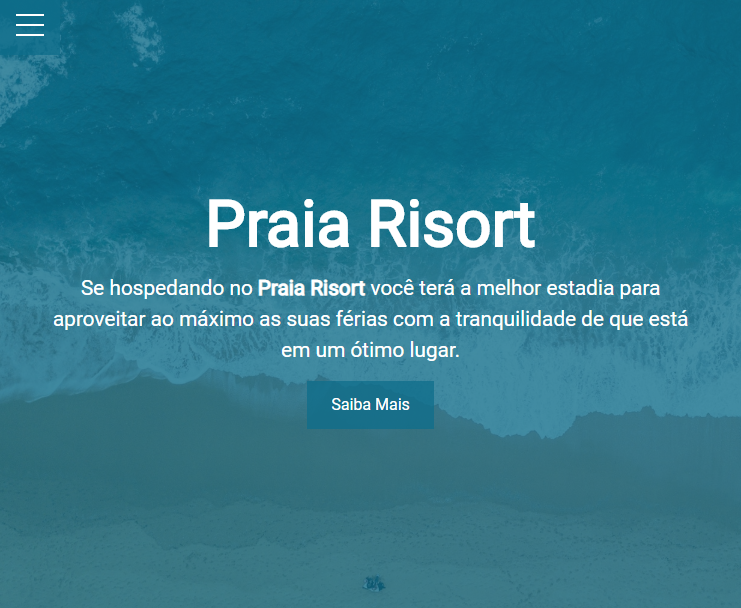 Praia Risort
Se hospedando no Praia Risort você terá a melhor estadia para
aproveitar ao máximo as suas férias com a tranquilidade de que está
em um ótimo lugar.
Saiba Mais